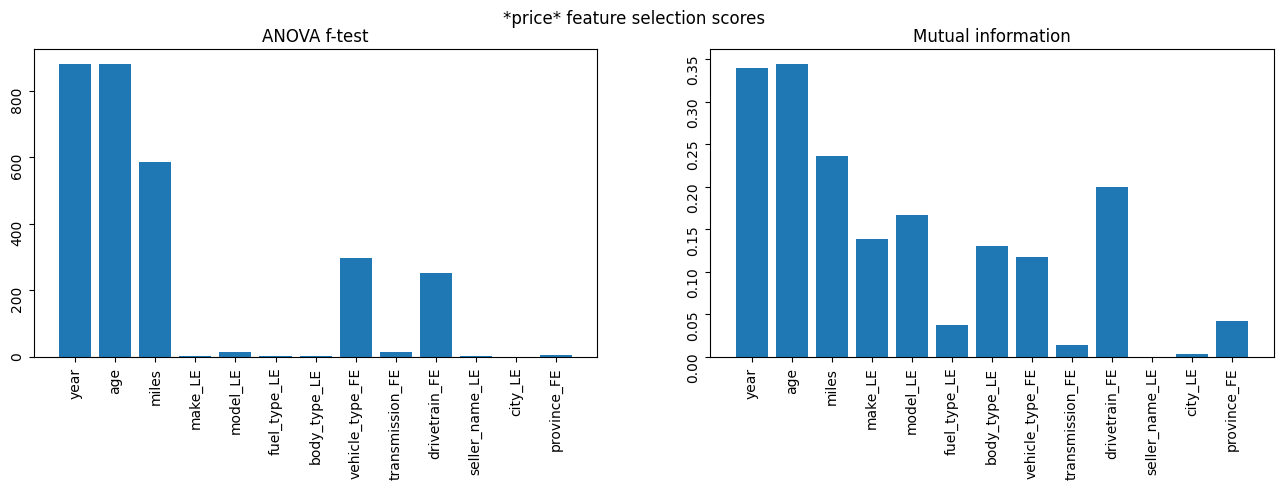 *price* feature selection scores
ANOVA f-test
800
600
400
200
0
year
age
miles
make_LE
model_LE
fuel_type_LE
body_type_LE
vehicle_type_FE
transmission_FE
drivetrain_FE
seller_name_LE
city_LE
province_FE
Mutual information
0.35
0.30
0.25
0.20
0.15
0.10
0.05
0.00
year
age
miles
make_LE
model_LE
fuel_type_LE
body_type_LE
vehicle_type_FE
transmission_FE
drivetrain_FE
seller_name_LE
city_LE
province_FE